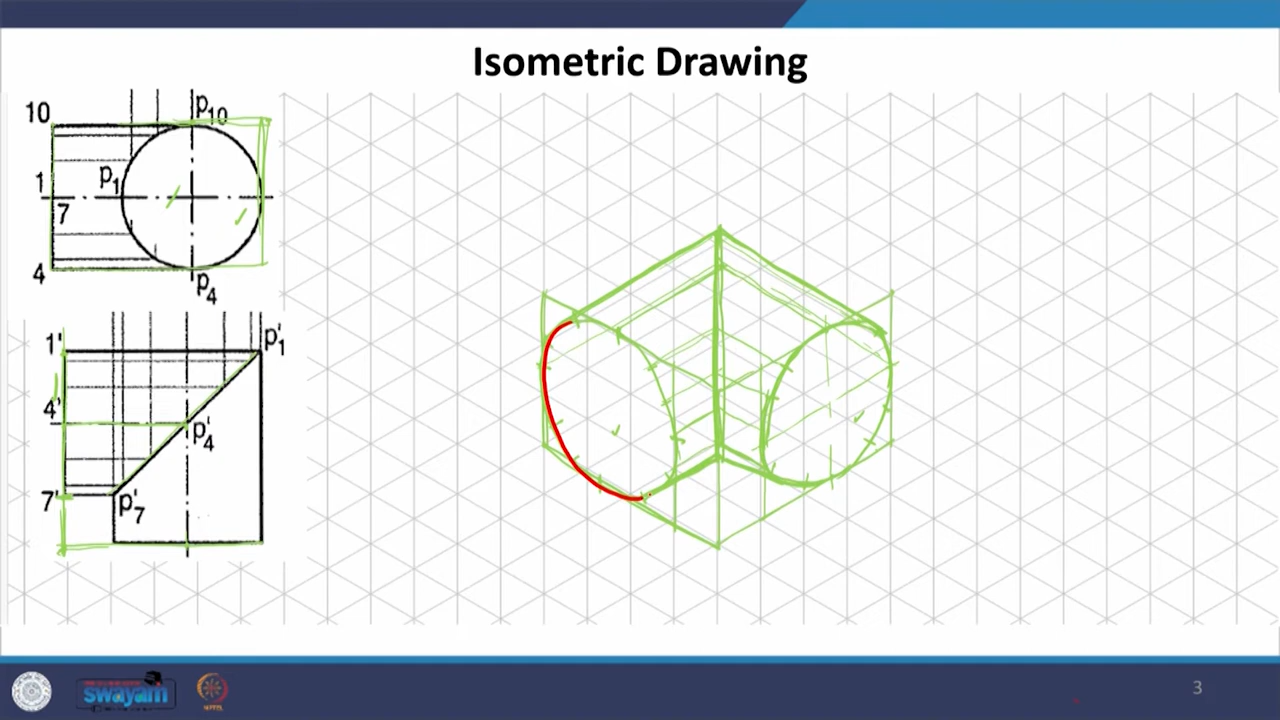 Isometric Drawing
10
p10
1
p1
7
4
p4
1'
p'1
4'
p'4
7'
p'7
swayam
3